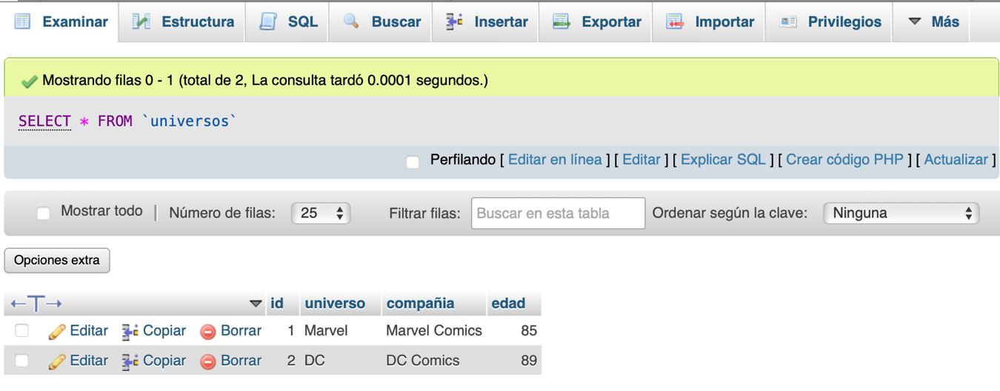 Examinar Estructura SQL Buscar Insertar Exportar Importar Privilegios Más
Mostrando filas 0 - 1 (total de 2, La consulta tardó 0.0001 segundos.)
SELECT * FROM `universos`
Perfilando [ Editar en línea ] [ Editar ] [ Explicar SQL ] [ Crear código PHP ] [ Actualizar ]
Mostrar todo | Número de filas: 25 Filtrar filas: Buscar en esta tabla Ordenar según la clave: Ninguna
Opciones extra
←T→ id universo compañia edad
Editar Copiar Borrar 1 Marvel Marvel Comics 85
Editar Copiar Borrar 2 DC DC Comics 89